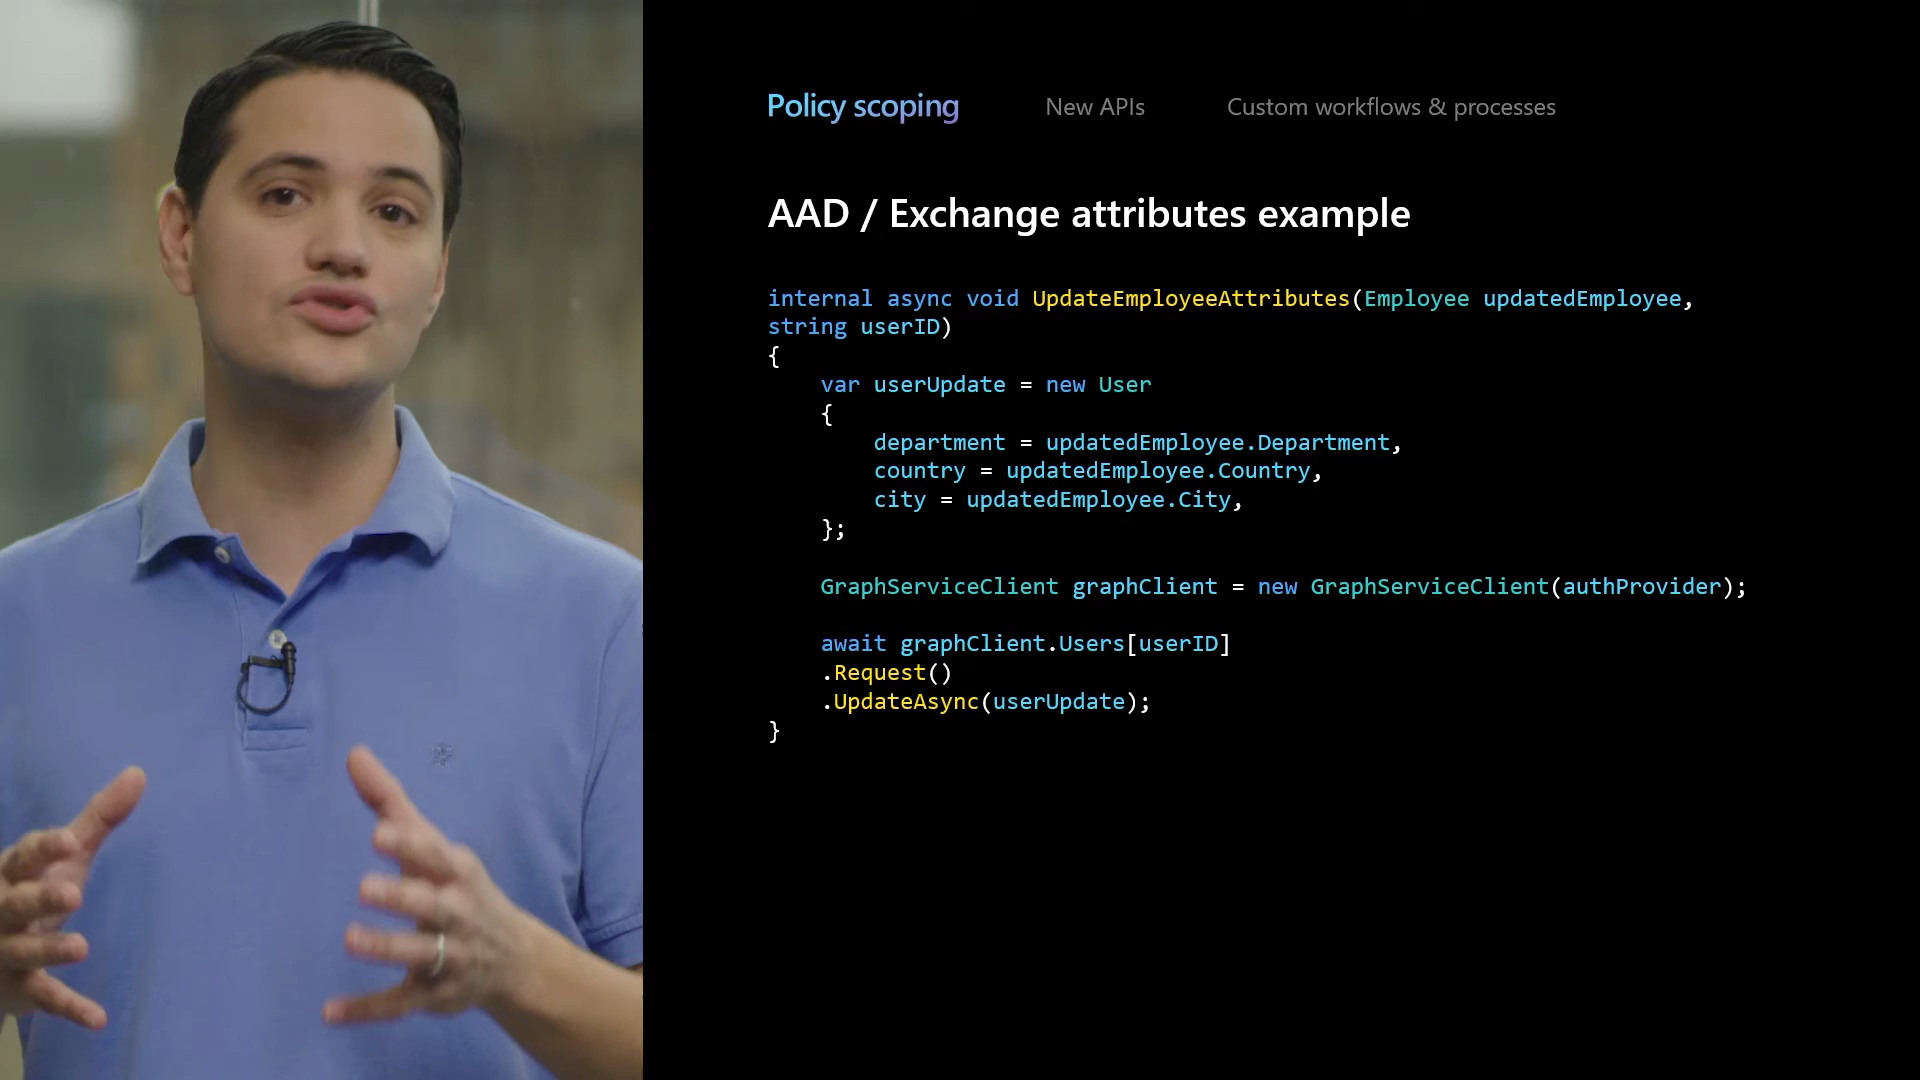 Policy scoping New APIs Custom workflows & processes
AAD / Exchange attributes example
internal async void UpdateEmployeeAttributes(Employee updatedEmployee,
string userID)
{
    var userUpdate = new User
    {
        department = updatedEmployee.Department,
        country = updatedEmployee.Country,
        city = updatedEmployee.City,
    };
    GraphServiceClient graphClient = new GraphServiceClient(authProvider);
    await graphClient.Users[userID]
    .Request()
    .UpdateAsync(userUpdate);
}